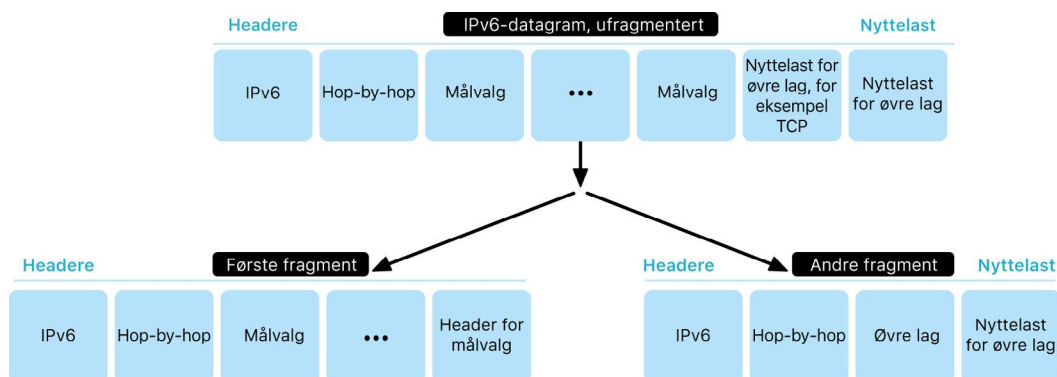 Headere
IPv6-datagram, ufragmentert
Nyttelast
IPv6
Hop-by-hop
Målvalg
•••
Målvalg
Nyttelast for
øvre lag, for
eksempel
TCP
Nyttelast
for øvre lag
Headere
Første fragment
IPv6
Hop-by-hop
Målvalg
•••
Header for
målvalg
Headere
Andre fragment
Nyttelast
IPv6
Hop-by-hop
Øvre lag
Nyttelast
for øvre lag